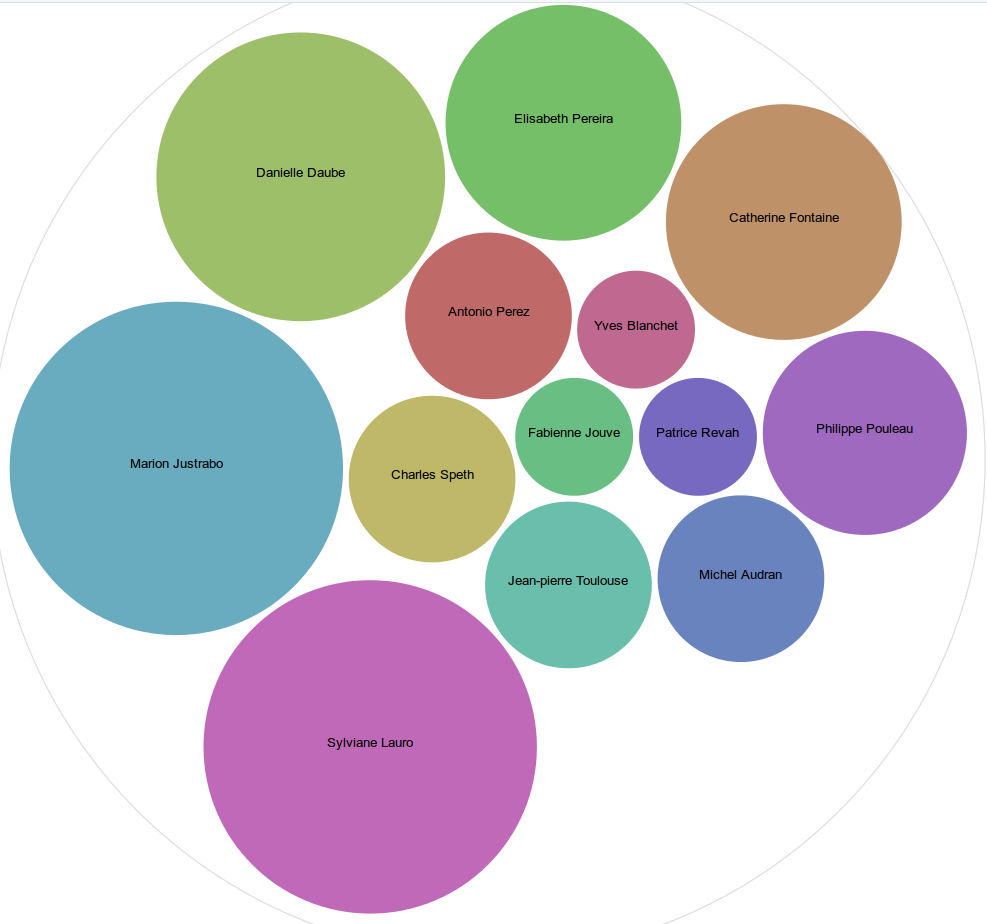 Elisabeth Pereira
Danielle Daube
Catherine Fontaine
Antonio Perez
Yves Blanchet
Philippe Pouleau
Fabienne Jouve
Patrice Revah
Marion Justrabo
Charles Speth
Michel Audran
Jean-pierre Toulouse
Sylviane Lauro